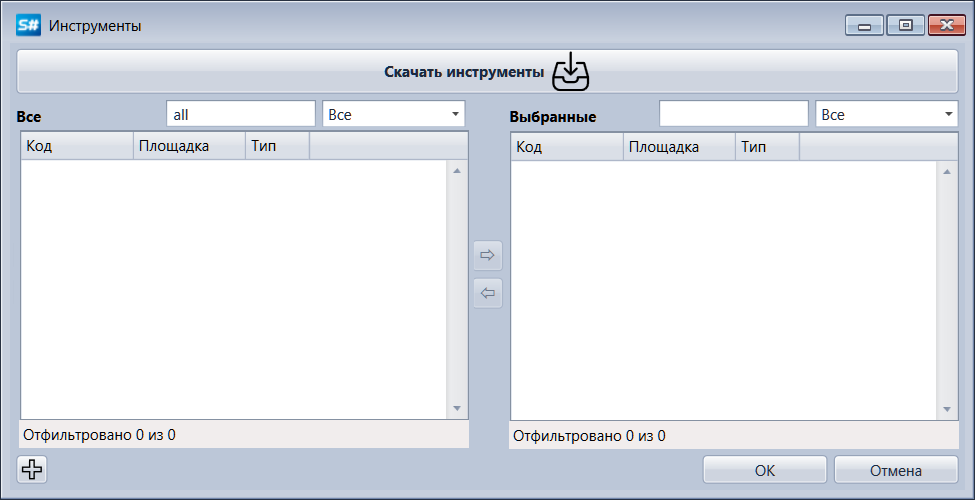 S# Инструменты
Скачать инструменты
Все all Все
Выбранные Все
Код Площадка Тип
Код Площадка Тип
Отфильтровано 0 из 0
Отфильтровано 0 из 0
OK Отмена